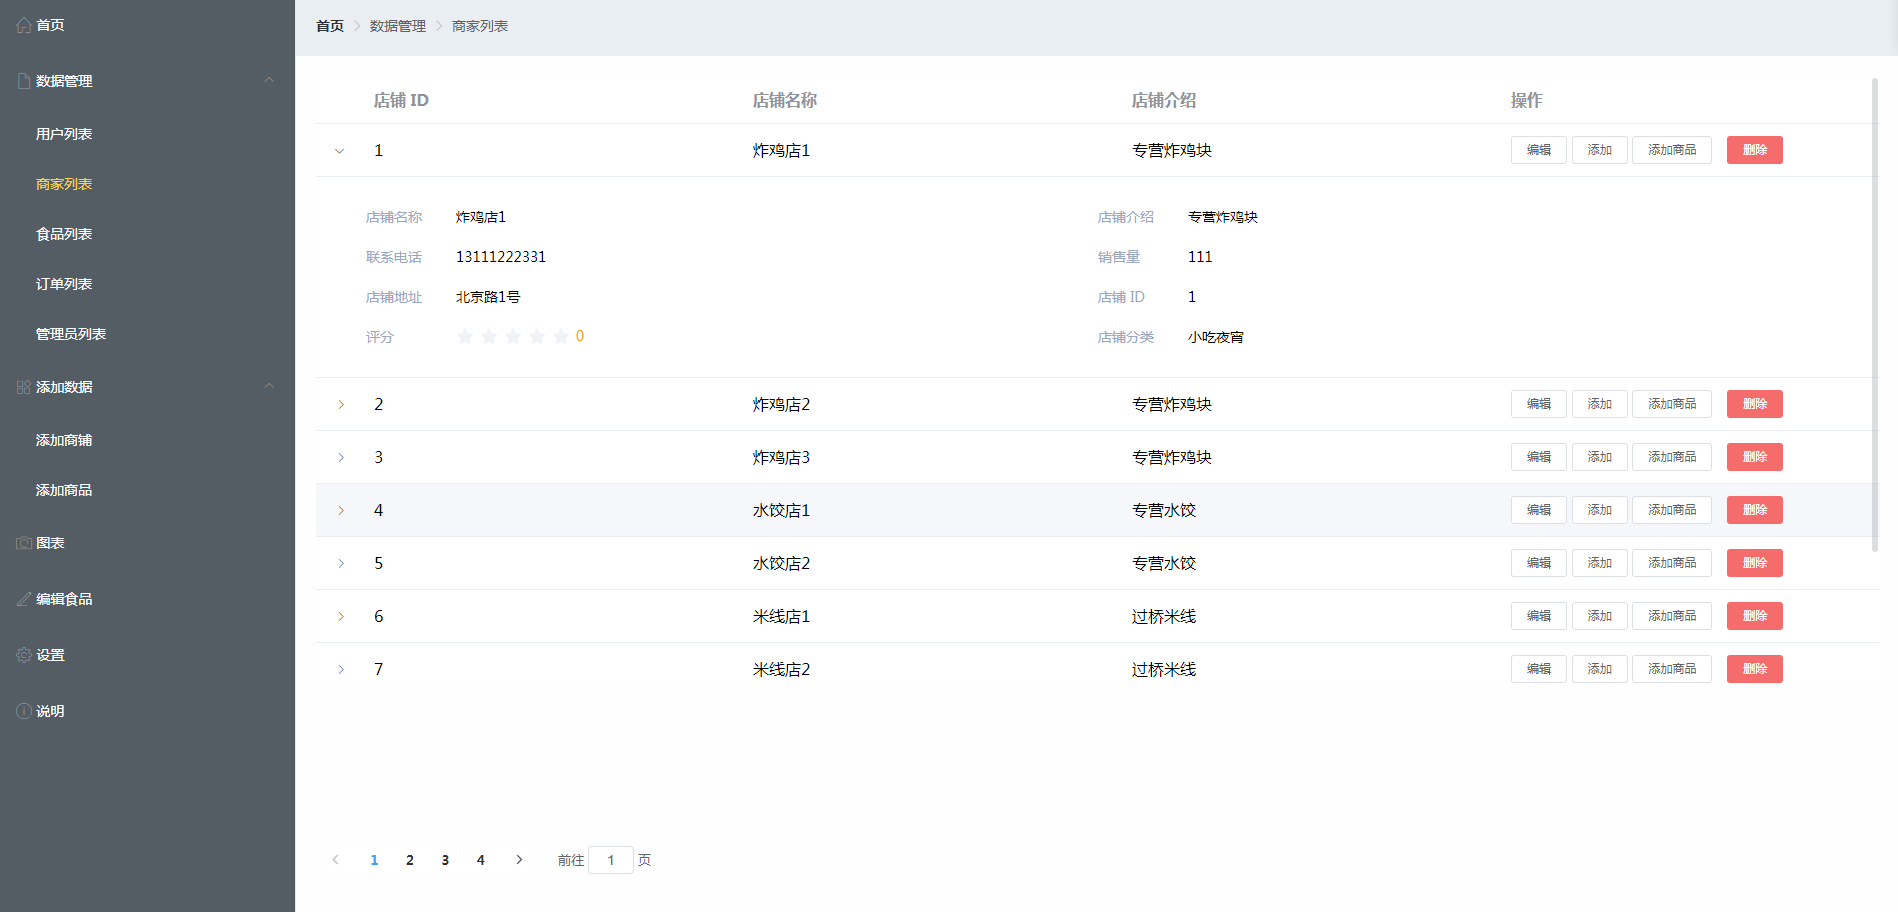 首页
数据管理
用户列表
商家列表
食品列表
订单列表
管理员列表
添加数据
添加商铺
添加商品
图表
编辑食品
设置
说明
首页 数据管理 商家列表
店铺 ID 店铺名称 店铺介绍 操作
1 炸鸡店1 专营炸鸡块 编辑 添加 添加商品 删除
店铺名称 炸鸡店1 店铺介绍 专营炸鸡块
联系电话 13111222331 销售量 111
店铺地址 北京路1号 店铺 ID 1
评分 0 店铺分类 小吃夜宵
2 炸鸡店2 专营炸鸡块 编辑 添加 添加商品 删除
3 炸鸡店3 专营炸鸡块 编辑 添加 添加商品 删除
4 水饺店1 专营水饺 编辑 添加 添加商品 删除
5 水饺店2 专营水饺 编辑 添加 添加商品 删除
6 米线店1 过桥米线 编辑 添加 添加商品 删除
7 米线店2 过桥米线 编辑 添加 添加商品 删除
1 2 3 4 前往 1 页